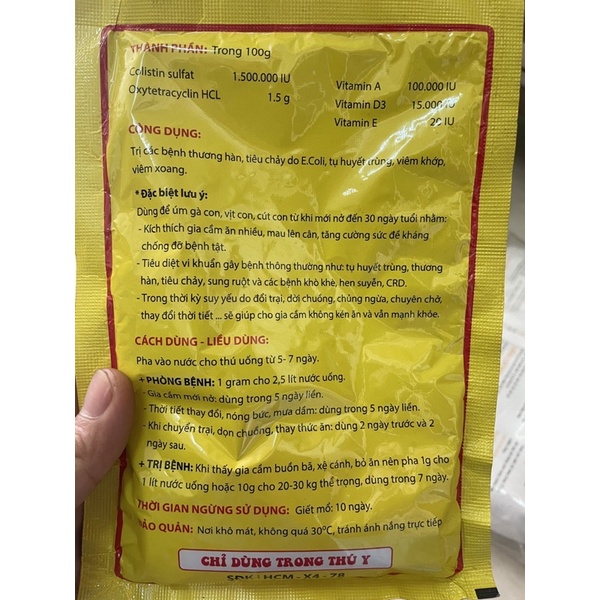 THÀNH PHẦN: Trong 100g
Colistin sulfat 1.500.000 IU
Oxytetracyclin HCL 1.5 g
Vitamin A 100.000 IU
Vitamin D3 15.000 IU
Vitamin E 20 IU
CÔNG DỤNG:
Trị các bệnh thương hàn, tiêu chảy do E.Coli, tụ huyết trùng, viêm khớp,
viêm xoang.
* Đặc biệt lưu ý:
Dùng để úm gà con, vịt con, cút con từ khi mới nở đến 30 ngày tuổi nhằm:
- Kích thích gia cầm ăn nhiều, mau lên cân, tăng cường sức đề kháng
chống đỡ bệnh tật.
- Tiêu diệt vi khuẩn gây bệnh thông thường như: tụ huyết trùng, thương
hàn, tiêu chảy, sung ruột và các bệnh khò khè, hen suyễn, CRD.
- Trong thời kỳ suy yếu do đổi trại, dời chuồng, chủng ngừa, chuyên chở,
thay đổi thời tiết ... sẽ giúp cho gia cầm không kén ăn và vẫn mạnh khỏe.
CÁCH DÙNG - LIỀU DÙNG:
Pha vào nước cho thú uống từ 5- 7 ngày.
+ PHÒNG BỆNH: 1 gram cho 2,5 lít nước uống.
- Gia cầm mới nở: dùng trong 5 ngày liền.
- Thời tiết thay đổi, nóng bức, mưa dầm: dùng trong 5 ngày liền.
- Khi chuyển trại, dọn chuồng, thay thức ăn: dùng 2 ngày trước và 2
ngày sau.
+ TRỊ BỆNH: Khi thấy gia cầm buồn bã, xệ cánh, bỏ ăn nên pha 1g cho
1 lít nước uống hoặc 10g cho 20-30 kg thể trọng, dùng trong 7 ngày.
THỜI GIAN NGỪNG SỬ DỤNG: Giết mổ: 10 ngày.
BẢO QUẢN: Nơi khô mát, không quá 30°C, tránh ánh nắng trực tiếp
CHỈ DÙNG TRONG THÚ Y
SĐK : HCM - X4 - 78